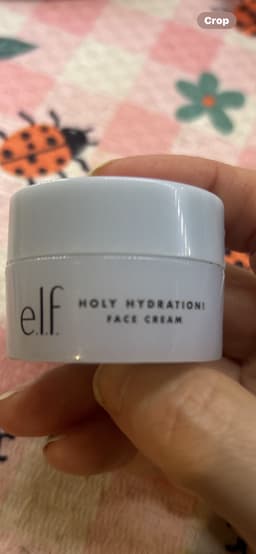 Crop
e.l.f.
HOLY HYDRATION!
FACE CREAM